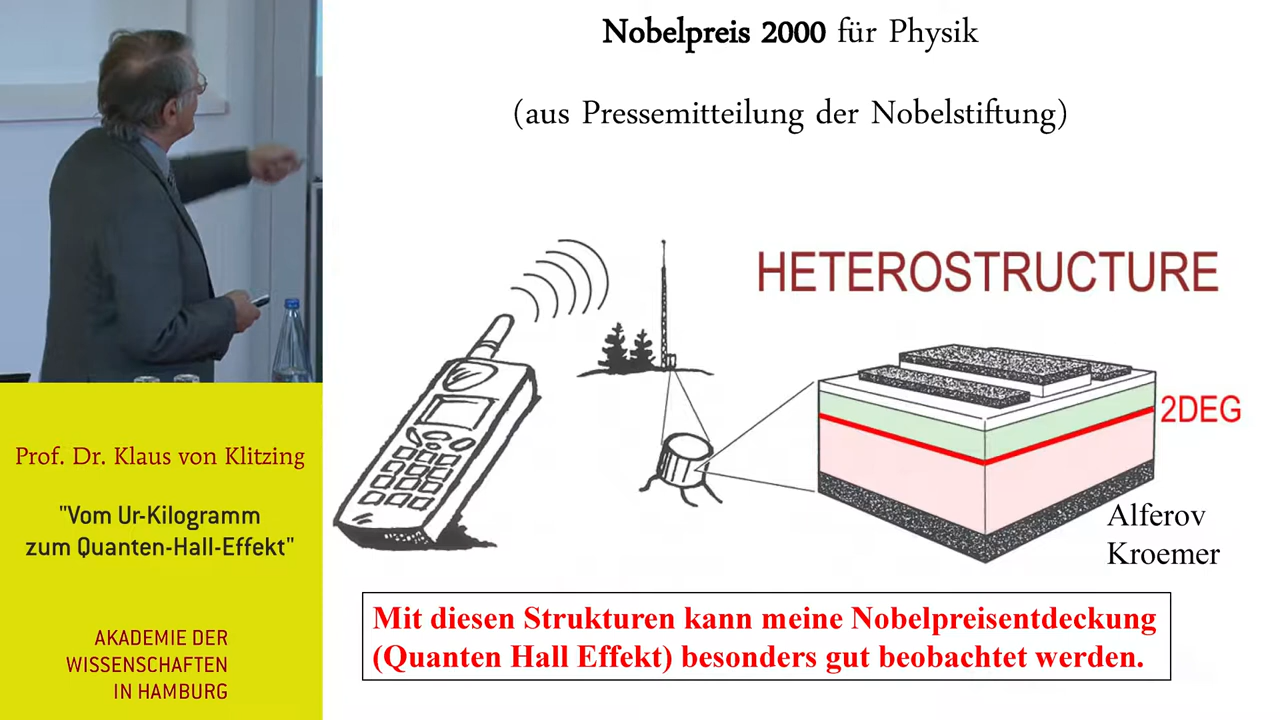 Nobelpreis 2000 für Physik
(aus Pressemitteilung der Nobelstiftung)
HETEROSTRUCTURE
2DEG
Alferov
Kroemer
Mit diesen Strukturen kann meine Nobelpreisentdeckung
(Quanten Hall Effekt) besonders gut beobachtet werden.
Prof. Dr. Klaus von Klitzing
"Vom Ur-Kilogramm
zum Quanten-Hall-Effekt"
AKADEMIE DER
WISSENSCHAFTEN
IN HAMBURG